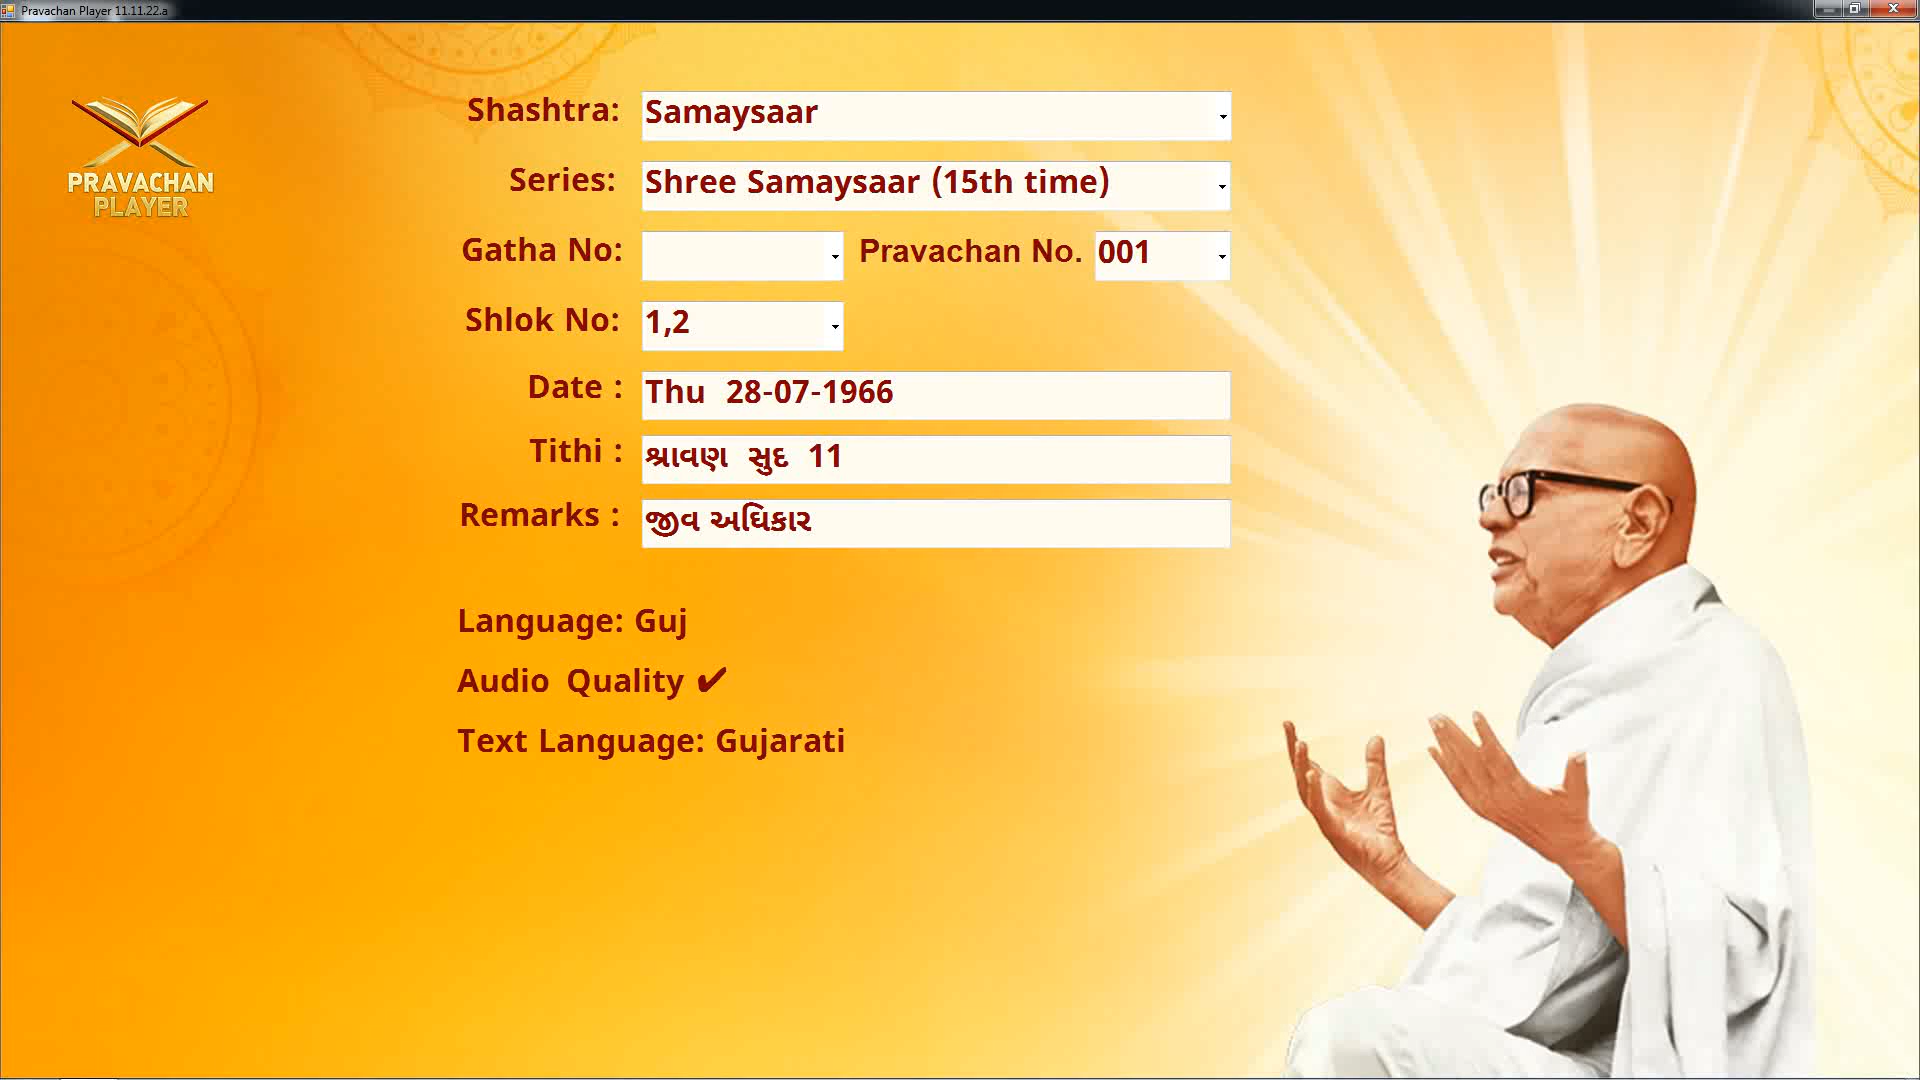 Pravachan Player 11.11.22.a
PRAVACHAN
PLAYER
Shashtra: Samaysaar
Series: Shree Samaysaar (15th time)
Gatha No: Pravachan No. 001
Shlok No: 1,2
Date : Thu 28-07-1966
Tithi : શ્રાવણ સુદ 11
Remarks : જીવ અધિકાર
Language: Guj
Audio Quality ✔
Text Language: Gujarati